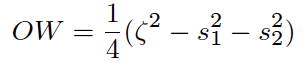 OW = \frac{1}{4}(\zeta^2 - s_1^2 - s_2^2)